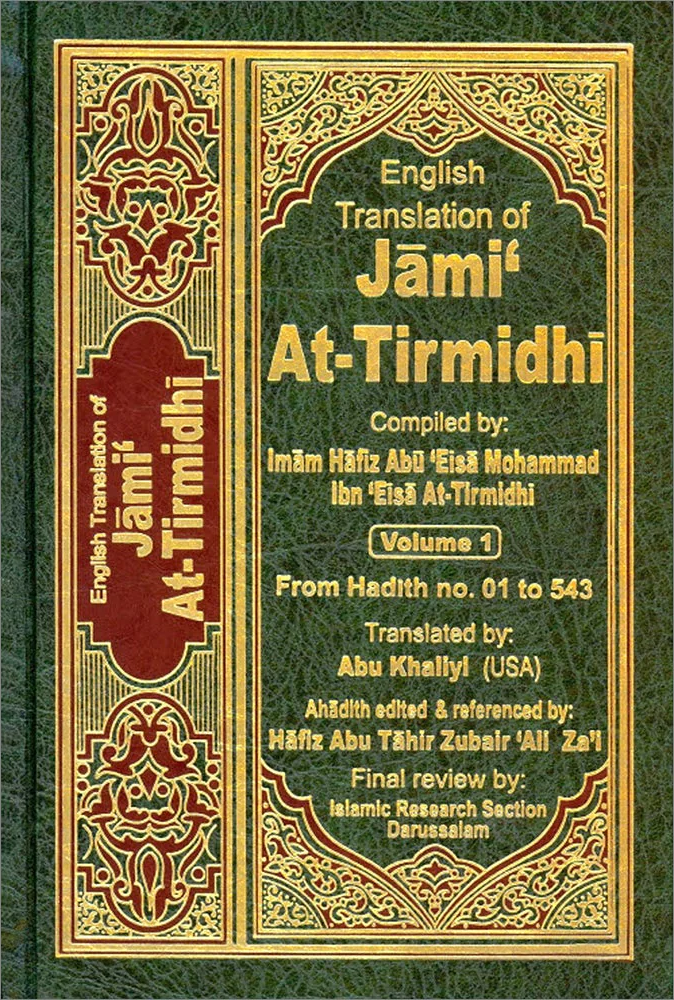 English Translation of
Jāmi‘
At-Tirmidhī
English
Translation of
Jāmi‘
At-Tirmidhī
Compiled by:
Imām Hāfiz Abū ‘Eisā Mohammad
Ibn ‘Eisā At-Tirmidhi
Volume 1
From Hadith no. 01 to 543
Translated by:
Abu Khaliyl (USA)
Ahādith edited & referenced by:
Hāfiz Abu Tāhir Zubair ‘Ali Za'i
Final review by:
Islamic Research Section
Darussalam